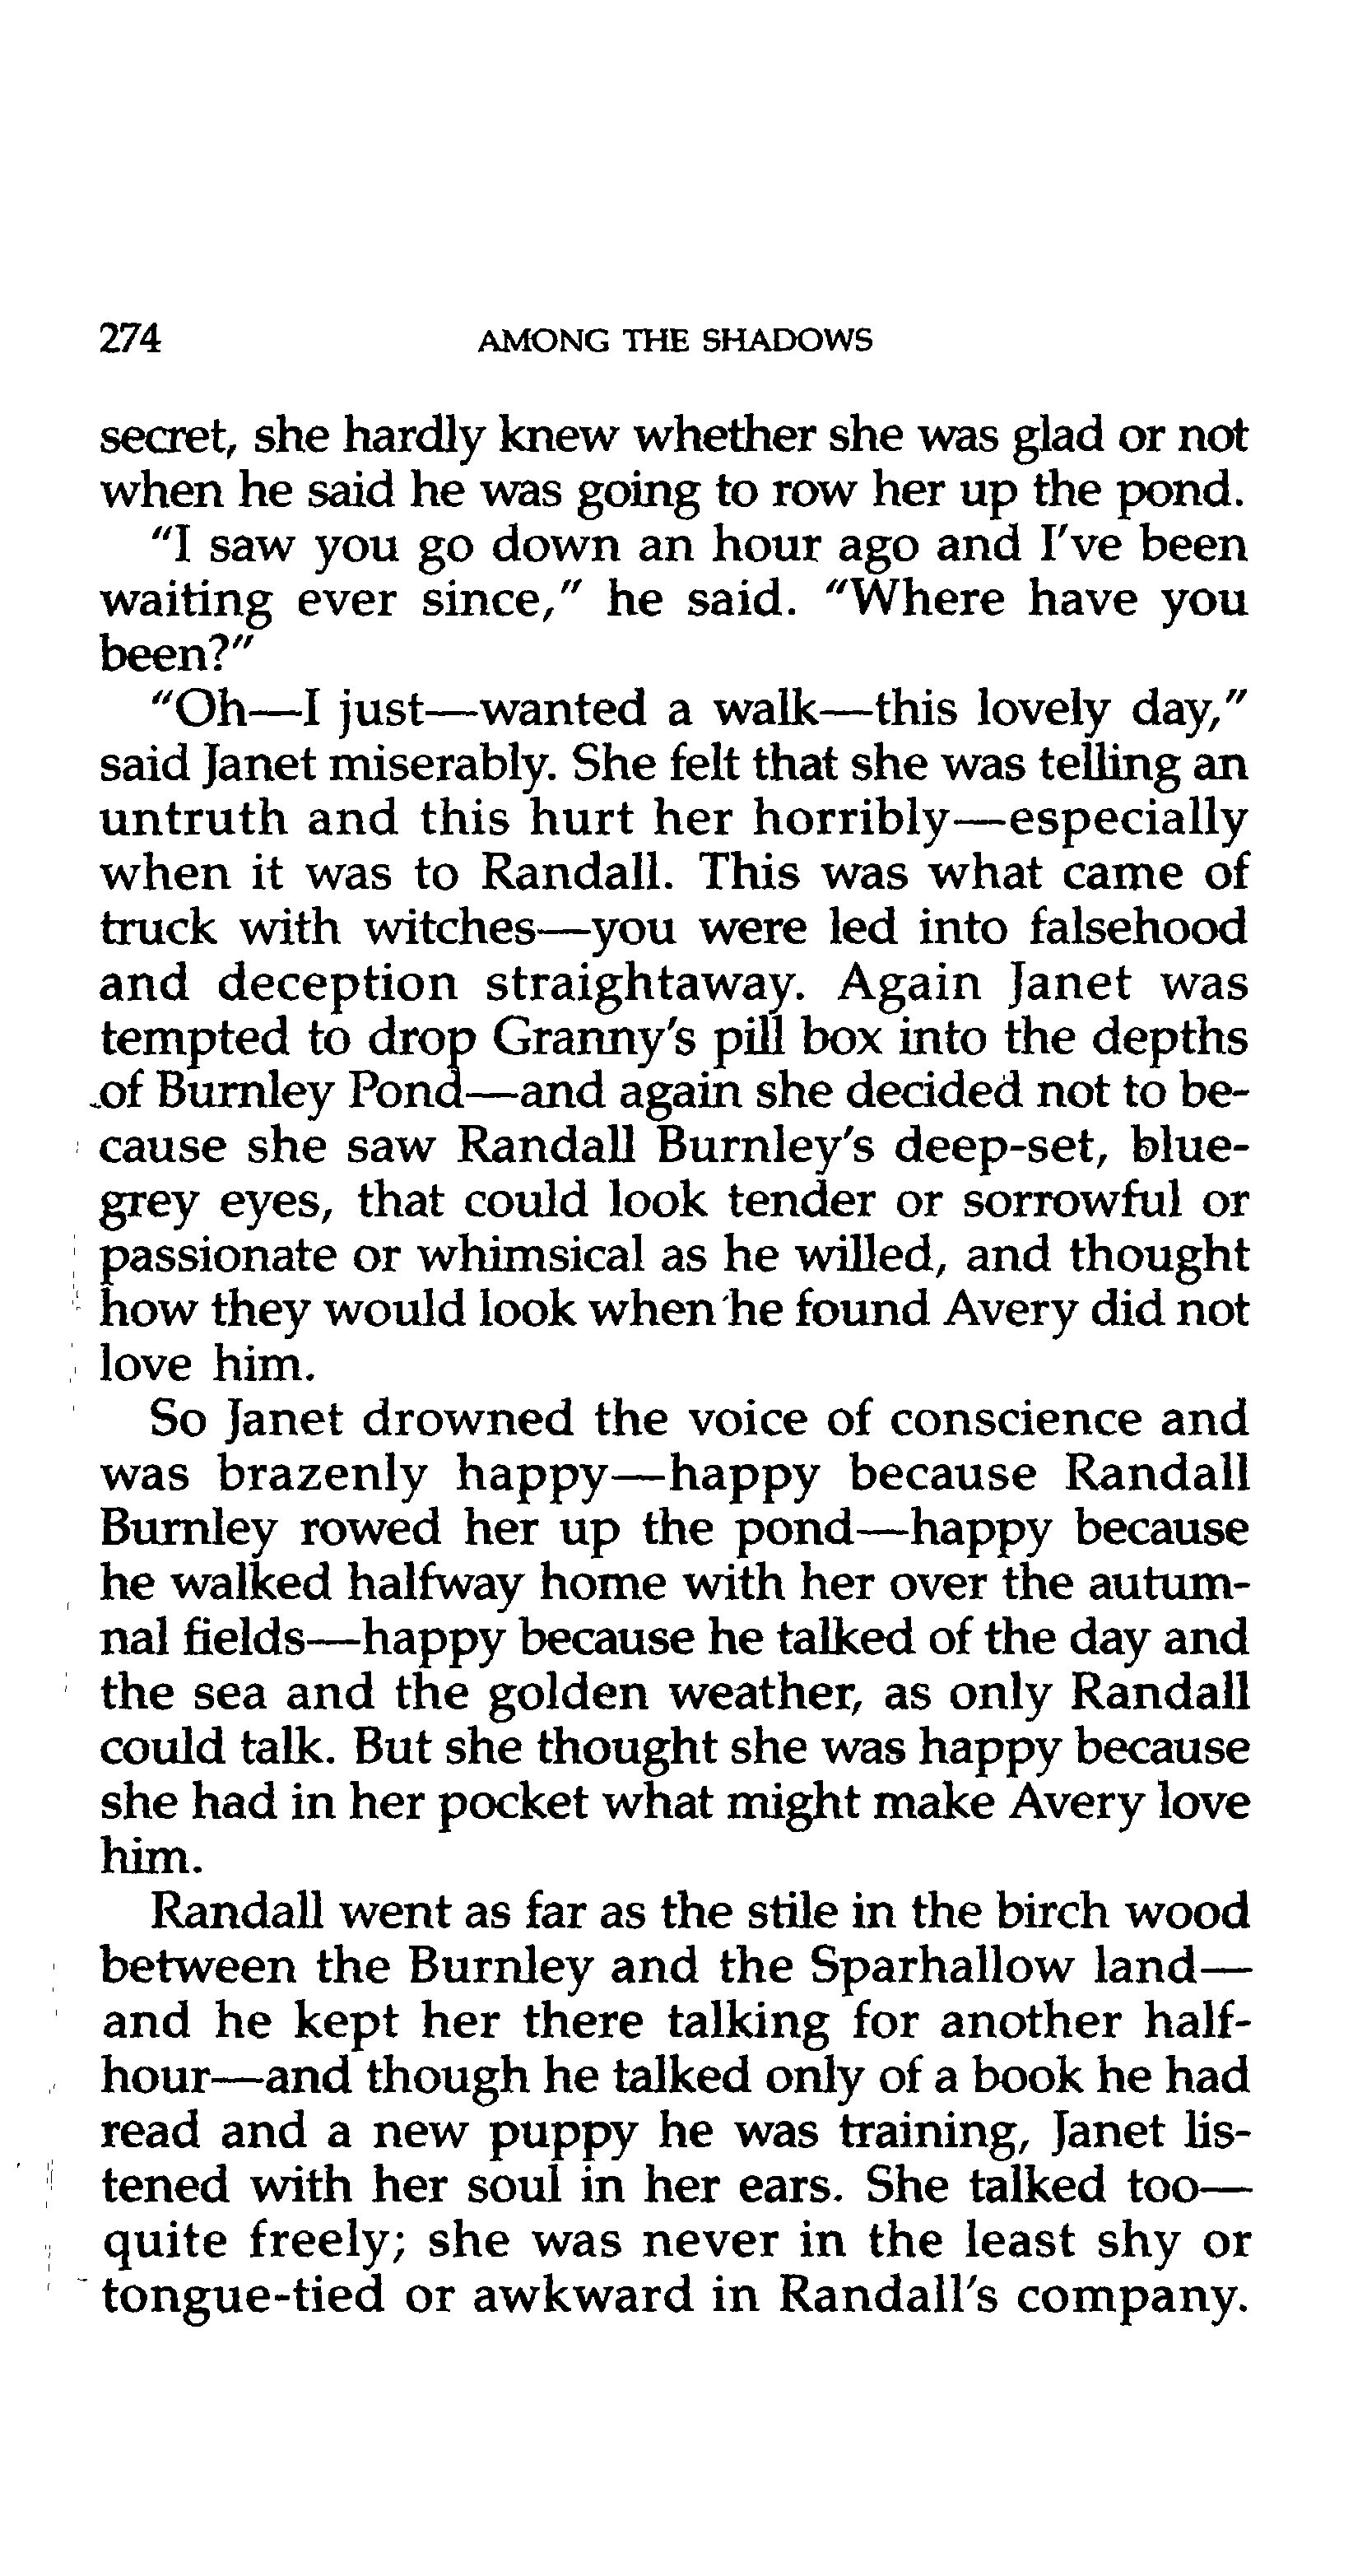 274 AMONG THE SHADOWS
secret, she hardly knew whether she was glad or not
when he said he was going to row her up the pond.
"I saw you go down an hour ago and I've been
waiting ever since," he said. "Where have you
been?"
"Oh—I just—wanted a walk—this lovely day,"
said Janet miserably. She felt that she was telling an
untruth and this hurt her horribly—especially
when it was to Randall. This was what came of
truck with witches—you were led into falsehood
and deception straightaway. Again Janet was
tempted to drop Granny's pill box into the depths
of Burnley Pond—and again she decided not to be-
cause she saw Randall Burnley's deep-set, blue-
grey eyes, that could look tender or sorrowful or
passionate or whimsical as he willed, and thought
how they would look when he found Avery did not
love him.
So Janet drowned the voice of conscience and
was brazenly happy—happy because Randall
Burnley rowed her up the pond—happy because
he walked halfway home with her over the autum-
nal fields—happy because he talked of the day and
the sea and the golden weather, as only Randall
could talk. But she thought she was happy because
she had in her pocket what might make Avery love
him.
Randall went as far as the stile in the birch wood
between the Burnley and the Sparhallow land—
and he kept her there talking for another half-
hour—and though he talked only of a book he had
read and a new puppy he was training, Janet lis-
tened with her soul in her ears. She talked too—
quite freely; she was never in the least shy or
tongue-tied or awkward in Randall's company.